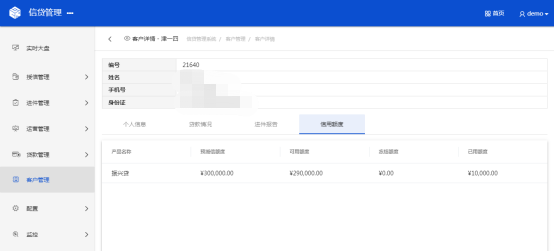 信贷管理
首页
demo
实时大盘
授信管理
进件管理
运营管理
贷款管理
客户管理
配置
监控
客户详情 - 津一四
信贷管理系统 / 客户管理 / 客户详情
编号 21640
姓名
手机号
身份证
个人信息 贷款情况 进件报告 信用额度
产品名称 预授信额度 可用额度 冻结额度 已用额度
振兴贷 ¥300,000.00 ¥290,000.00 ¥0.00 ¥10,000.00